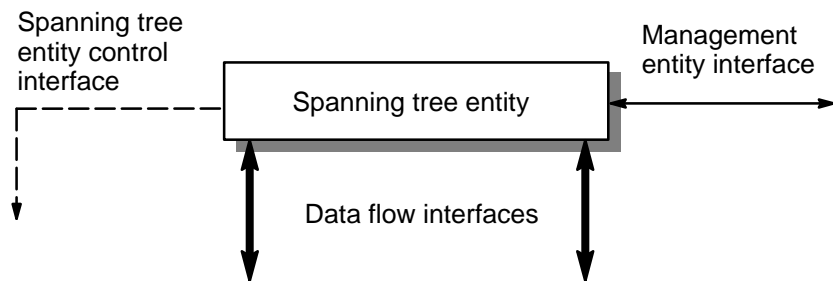 Spanning tree
entity control
interface
Management
entity interface
Spanning tree entity
Data flow interfaces